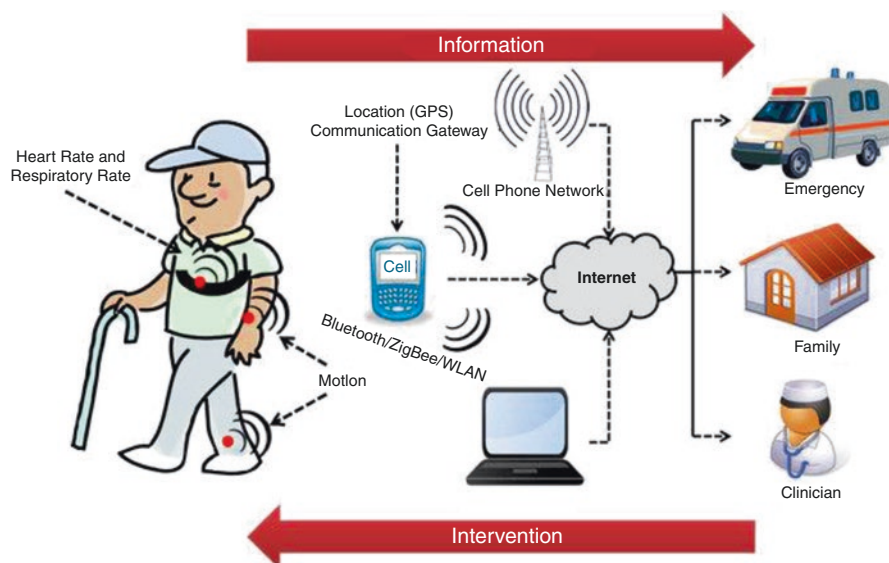 Information
Location (GPS)
Communication Gateway
Heart Rate and
Respiratory Rate
Cell Phone Network
Emergency
Cell
Internet
Bluetooth/ZigBee/WLAN
Family
Motlon
Clinician
Intervention